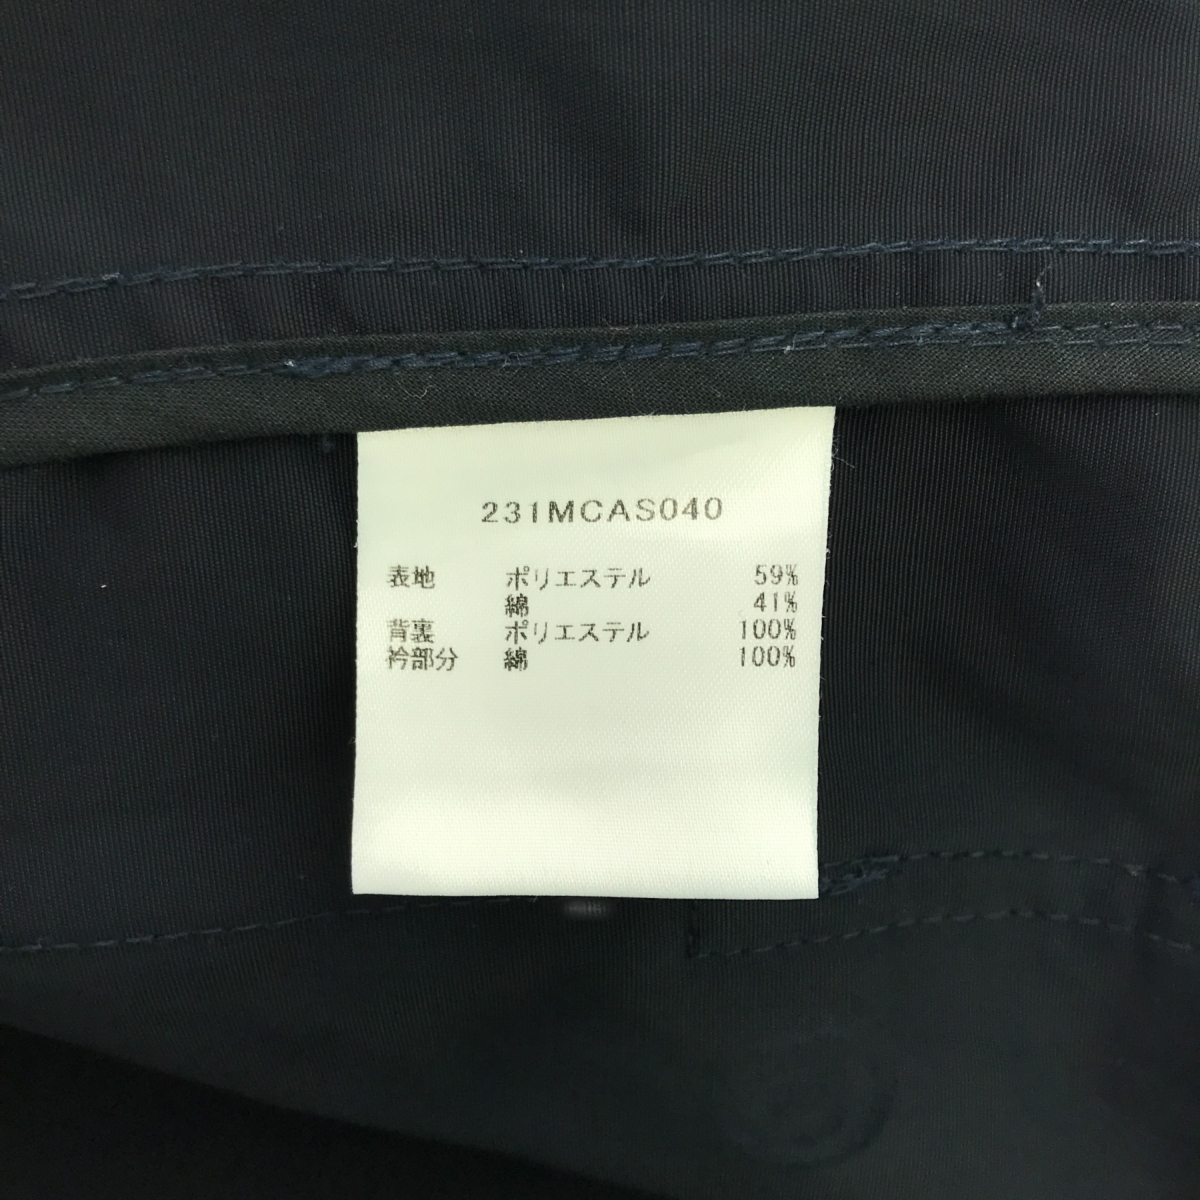 231MCAS040
表地 ポリエステル 59%
綿 41%
背裏 ポリエステル 100%
衿部分 綿 100%